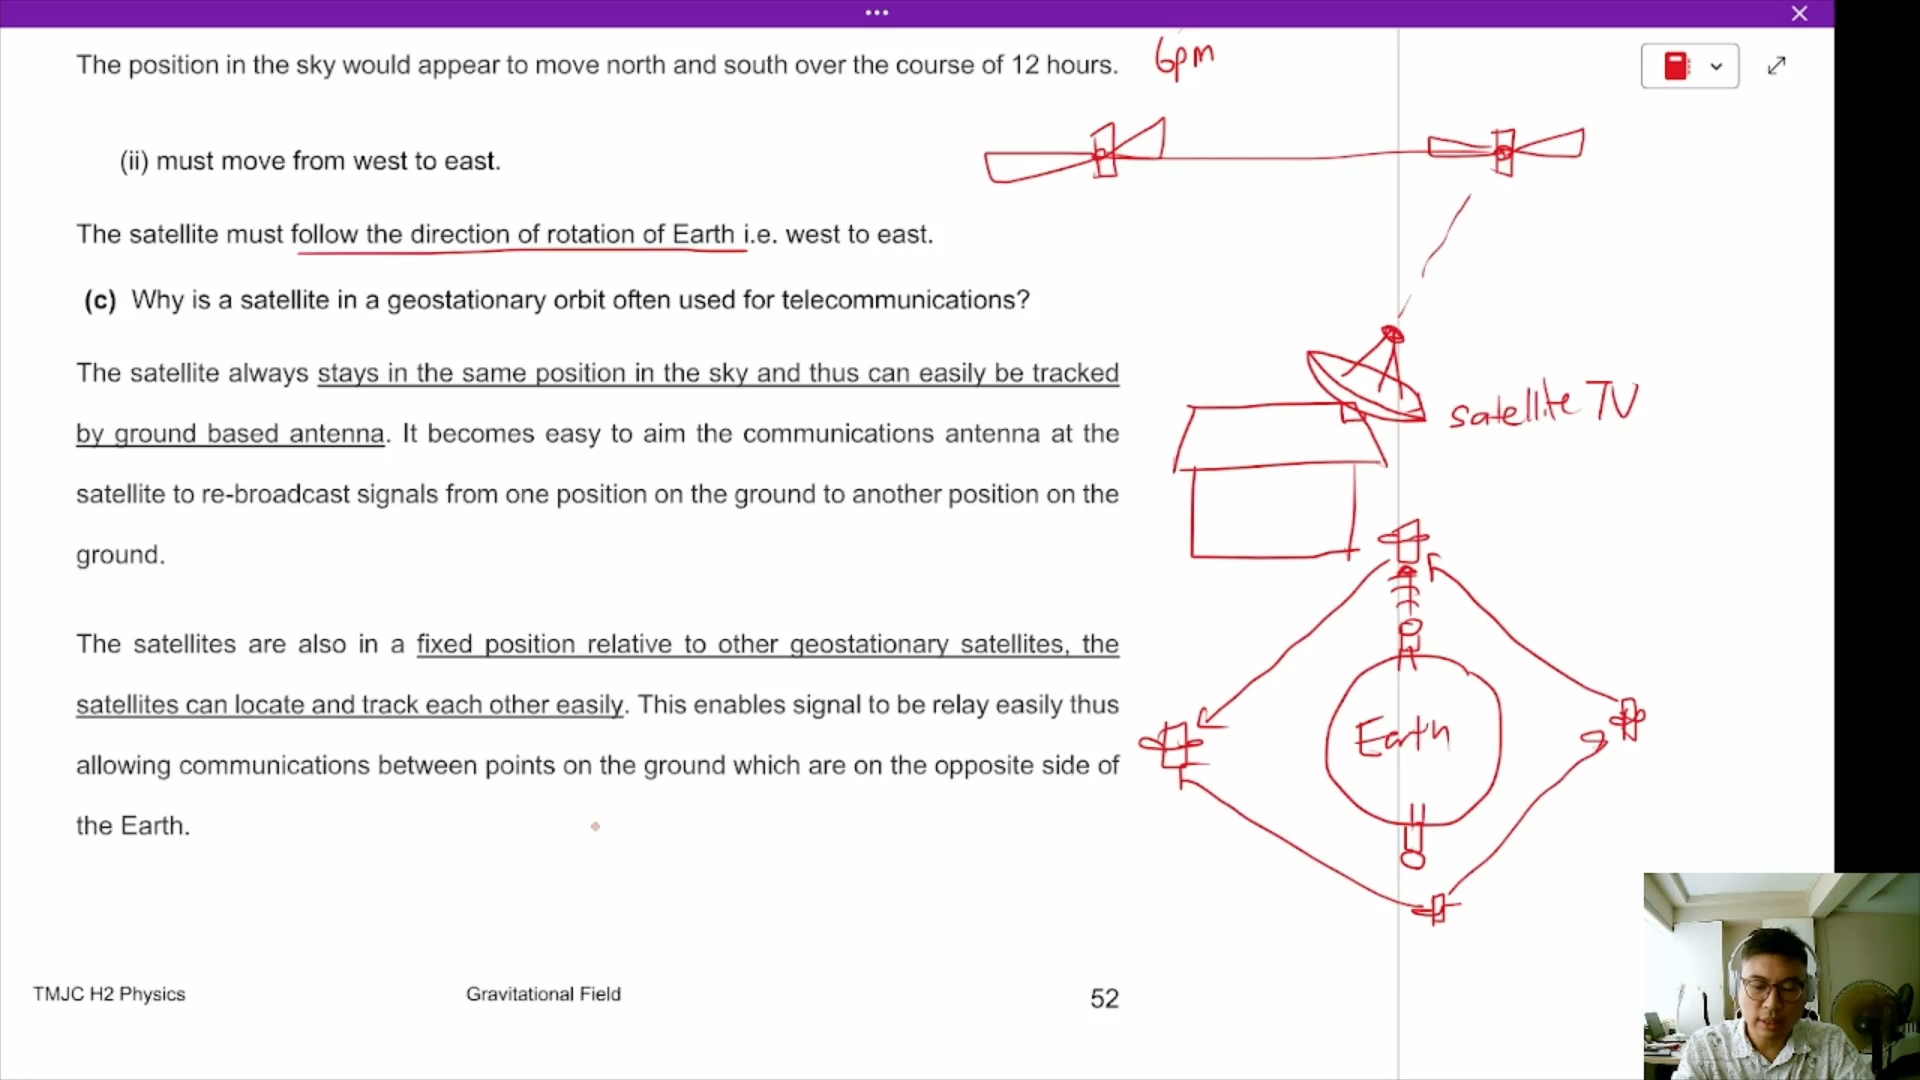 The position in the sky would appear to move north and south over the course of 12 hours.
6pm
(ii) must move from west to east.
The satellite must follow the direction of rotation of Earth i.e. west to east.
(c) Why is a satellite in a geostationary orbit often used for telecommunications?
The satellite always stays in the same position in the sky and thus can easily be tracked
by ground based antenna. It becomes easy to aim the communications antenna at the
satellite to re-broadcast signals from one position on the ground to another position on the
ground.
satellite TV
The satellites are also in a fixed position relative to other geostationary satellites, the
satellites can locate and track each other easily. This enables signal to be relay easily thus
allowing communications between points on the ground which are on the opposite side of
the Earth.
Earth
TMJC H2 Physics
Gravitational Field
52